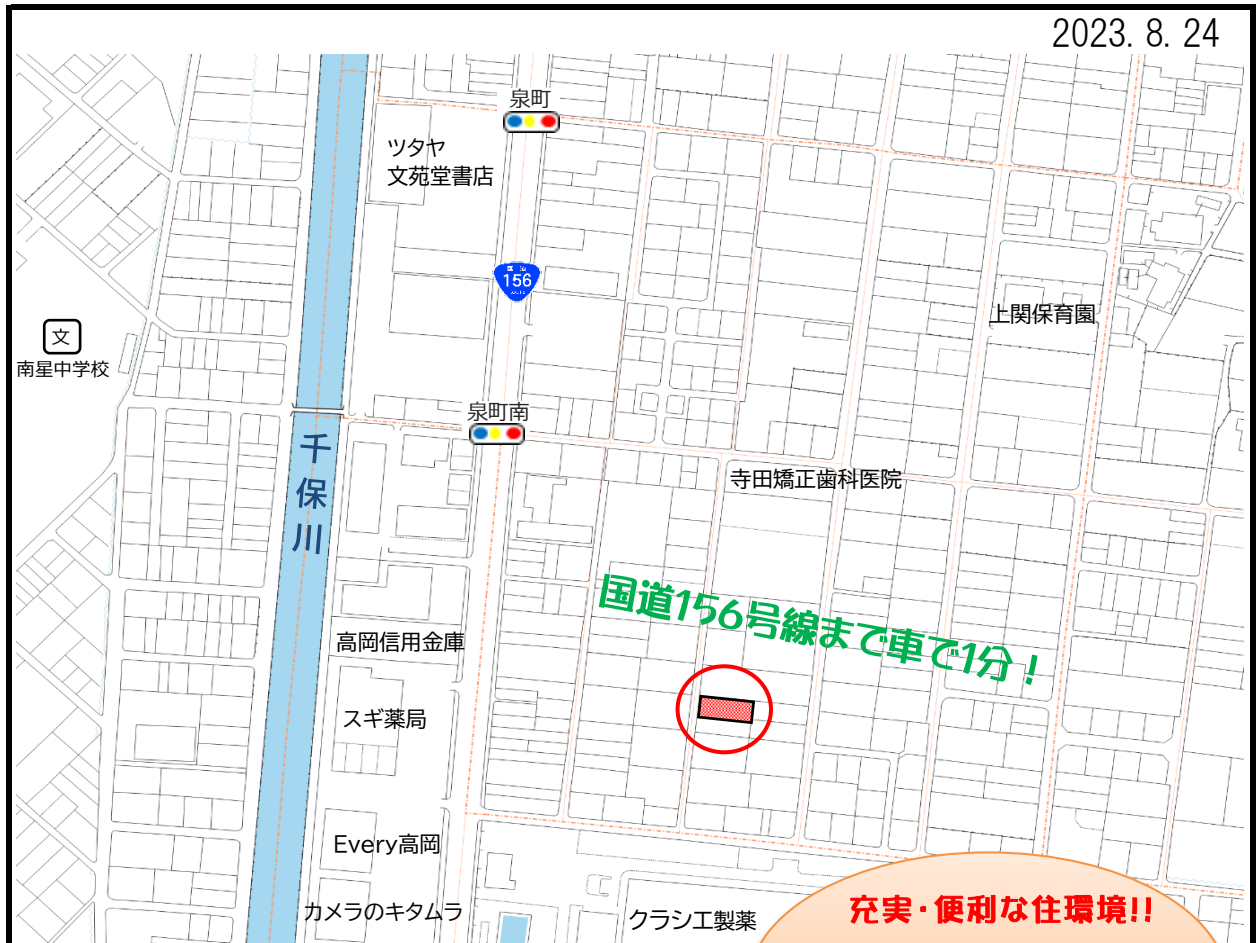 2023. 8. 24
泉町
ツタヤ
文苑堂書店
156
上関保育園
文
南星中学校
泉町南
千保川
寺田矯正歯科医院
国道156号線まで車で1分！
高岡信用金庫
スギ薬局
Every高岡
カメラのキタムラ
クラシエ製薬
充実・便利な住環境!!